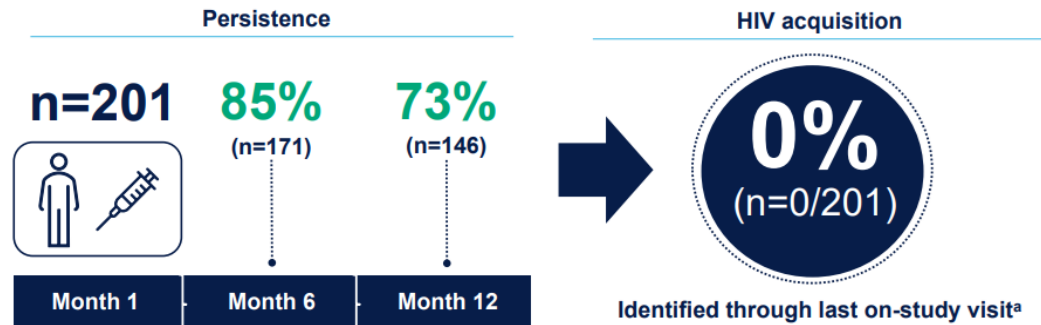 Persistence
HIV acquisition
n=201
85%
(n=171)
73%
(n=146)
0%
(n=0/201)
Month 1
Month 6
Month 12
Identified through last on-study visitᵃ